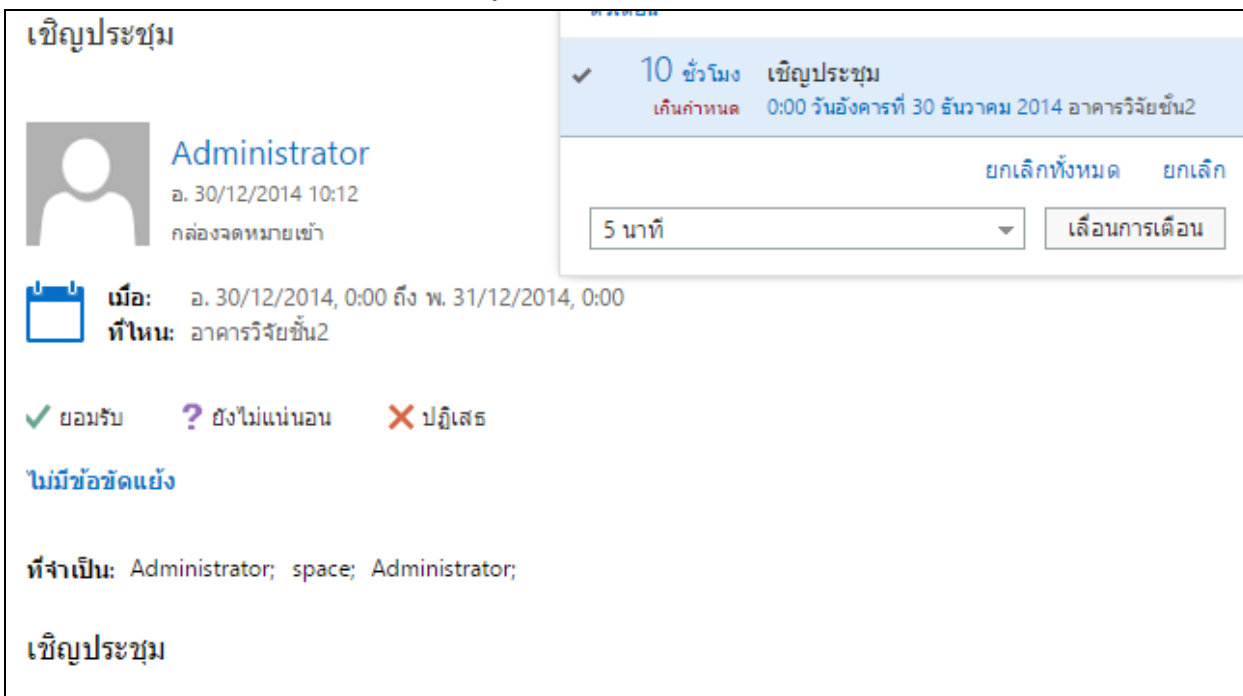 เชิญประชุม
10 ชั่วโมง เชิญประชุม
เกินกำหนด 0:00 วันอังคารที่ 30 ธันวาคม 2014 อาคารวิจัยชั้น2
Administrator
อ. 30/12/2014 10:12
ยกเลิกทั้งหมด ยกเลิก
กล่องจดหมายเข้า
5 นาที เลื่อนการเตือน
เมื่อ: อ. 30/12/2014, 0:00 ถึง พ. 31/12/2014, 0:00
ที่ไหน: อาคารวิจัยชั้น2
ยอมรับ ? ยังไม่แน่นอน ปฏิเสธ
ไม่มีข้อขัดแย้ง
ที่จำเป็น: Administrator; space; Administrator;
เชิญประชุม